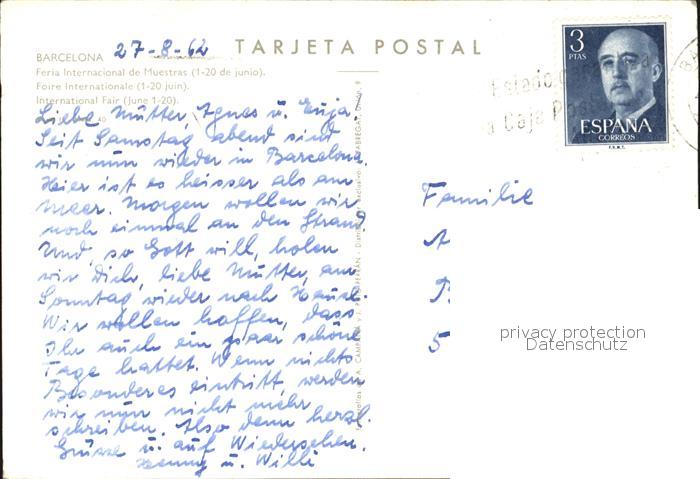 BARCELONA 27-8-62
TARJETA POSTAL
Feria Internacional de Muestras (1-20 de junio).
Foire Internationale (1-20 juin).
International Fair (June 1-20).
Liebe Mutter, Agnes u.
Seit Samstag abend sind
wir nun wieder in Barcelona.
Hier ist es heisser als am
Meer. Morgen wollen wir
noch einmal an den Strand
Und, so Gott will, holen
wir Dich, liebe Mutter, am
Sonntag wieder nach Hause.
Wir wollen hoffen, dass
Ihr auch ein paar schöne
Tage hattet. Wenn nichts
Besonderes eintritt werden
wir nun nicht mehr
schreiben. Also denn herzl.
Grüsse u. auf Wiedersehen.
u. Willi
3
PTAS
ESPAÑA
CORREOS
Familie
A
5
privacy protection
Datenschutz